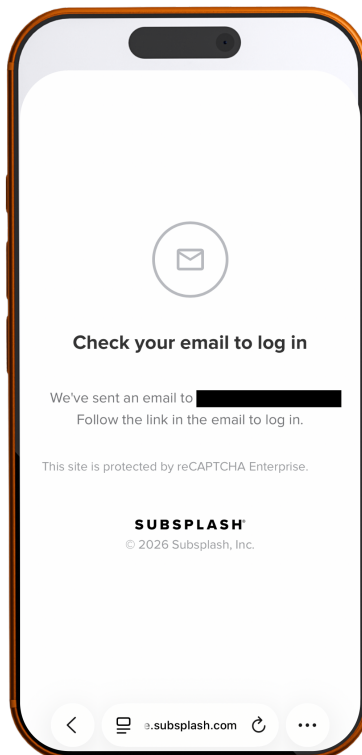 Check your email to log in
We've sent an email to
Follow the link in the email to log in.
This site is protected by reCAPTCHA Enterprise.
SUBSPLASH®
© 2026 Subsplash, Inc.
e.subsplash.com